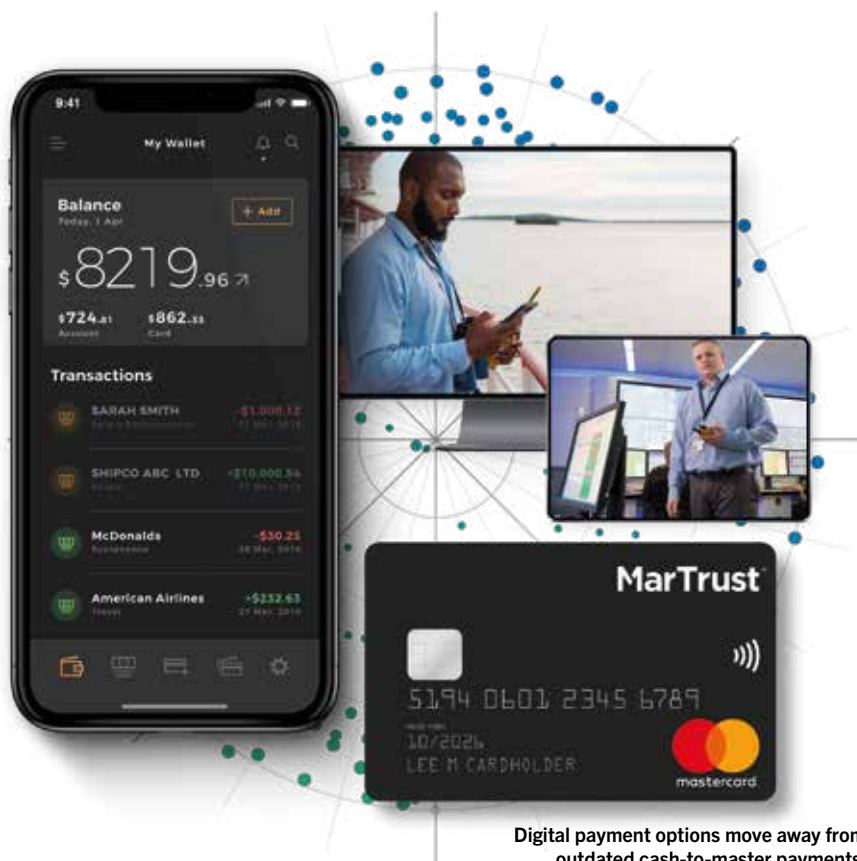 9:41
My Wallet
Balance
Today, 1 Apr
+ Add
$8219.96
$724.81
$862.33
Account
Card
Transactions
SARAH SMITH
-$1,000.12
SHIPCO ABC LTD
+$10,000.54
McDonalds
-$30.25
American Airlines
+$232.63
Travel
MarTrust
5194 0601 2345 6789
10/2026
LEE M CARDHOLDER
mastercard
Digital payment options move away from
outdated cash-to-master payments